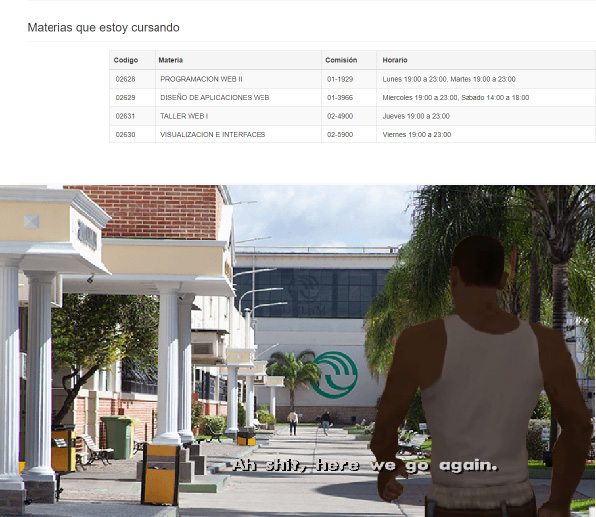 Materias que estoy cursando
Codigo Materia Comisión Horario
02628 PROGRAMACION WEB II 01-1929 Lunes 19:00 a 23:00, Martes 19:00 a 23:00
02629 DISEÑO DE APLICACIONES WEB 01-3966 Miercoles 19:00 a 23:00, Sabado 14:00 a 18:00
02631 TALLER WEB I 02-4900 Jueves 19:00 a 23:00
02630 VISUALIZACION E INTERFACES 02-5900 Viernes 19:00 a 23:00
Ah shit, here we go again.